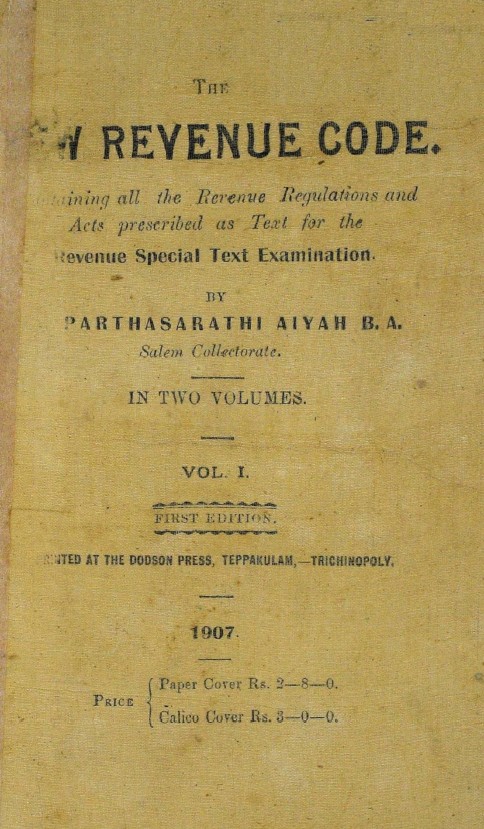 THE
REVENUE CODE.
all the Revenue Regulations and
Acts prescribed as Text for the
Revenue Special Text Examination.
BY
PARTHASARATHI AIYAH B. A.
Salem Collectorate.
IN TWO VOLUMES.
VOL. I.
FIRST EDITION.
AT THE DODSON PRESS, TEPPAKULAM,—TRICHINOPOLY.
1907.
PRICE
Paper Cover Rs. 2—8—0.
Calico Cover Rs. 3—0—0.